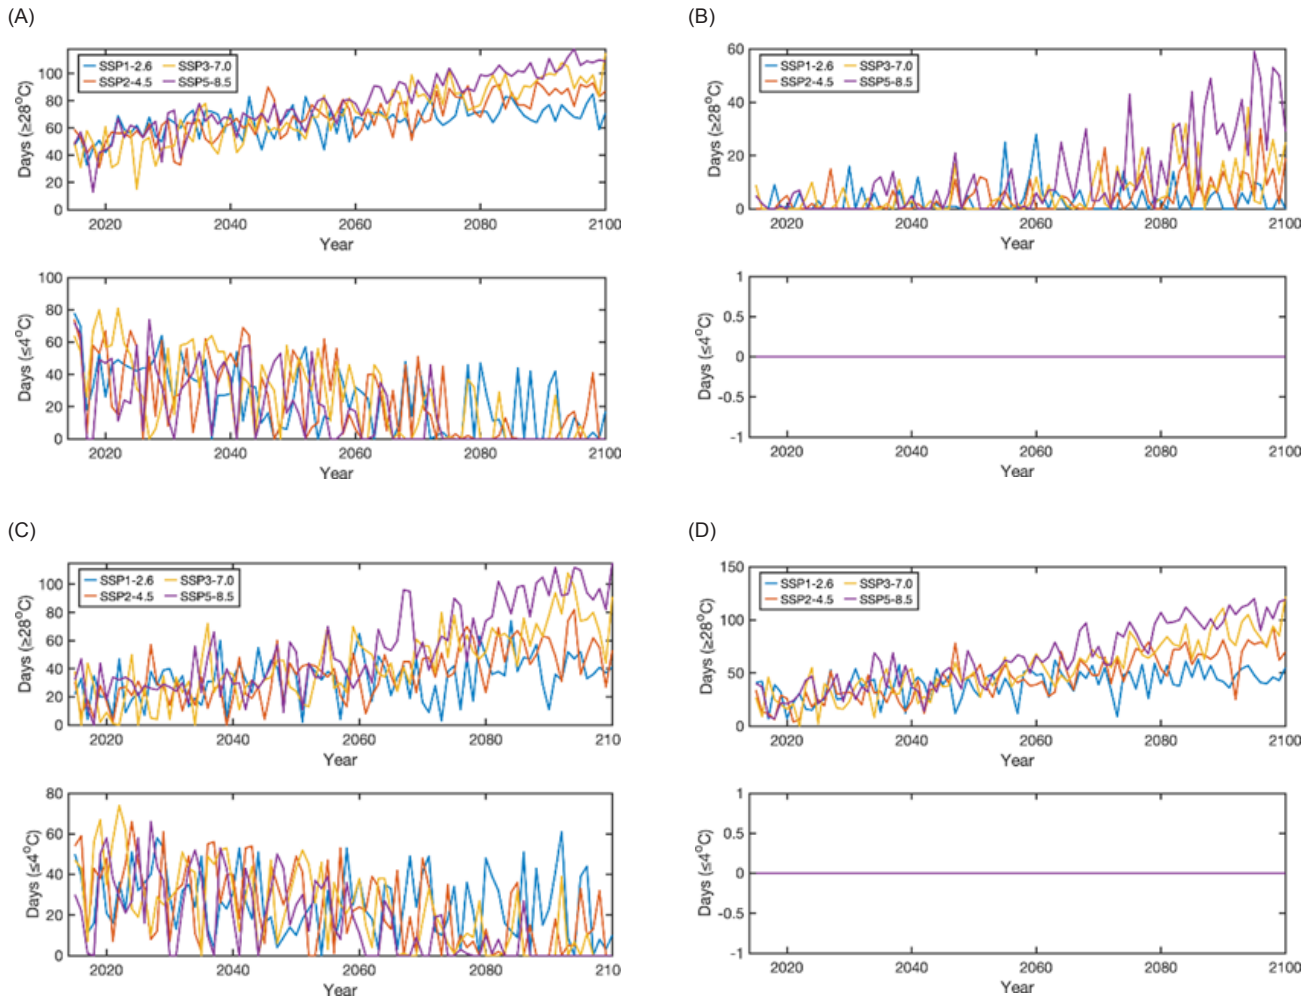 (A)
SSP1-2.6 SSP3-7.0
SSP2-4.5 SSP5-8.5
Days (≥28°C)
100
80
60
40
20
0
2020 2040 2060 2080 2100
Year
Days (≤4°C)
100
80
60
40
20
0
2020 2040 2060 2080 2100
Year
(B)
SSP1-2.6 SSP3-7.0
SSP2-4.5 SSP5-8.5
Days (≥28°C)
60
40
20
0
2020 2040 2060 2080 2100
Year
Days (≤4°C)
1
0.5
0
-0.5
-1
2020 2040 2060 2080 2100
Year
(C)
SSP1-2.6 SSP3-7.0
SSP2-4.5 SSP5-8.5
Days (≥28°C)
100
80
60
40
20
0
2020 2040 2060 2080 210
Year
Days (≤4°C)
80
60
40
20
0
2020 2040 2060 2080 210
Year
(D)
SSP1-2.6 SSP3-7.0
SSP2-4.5 SSP5-8.5
Days (≥28°C)
150
100
50
0
2020 2040 2060 2080 2100
Year
Days (≤4°C)
1
0.5
0
-0.5
-1
2020 2040 2060 2080 2100
Year